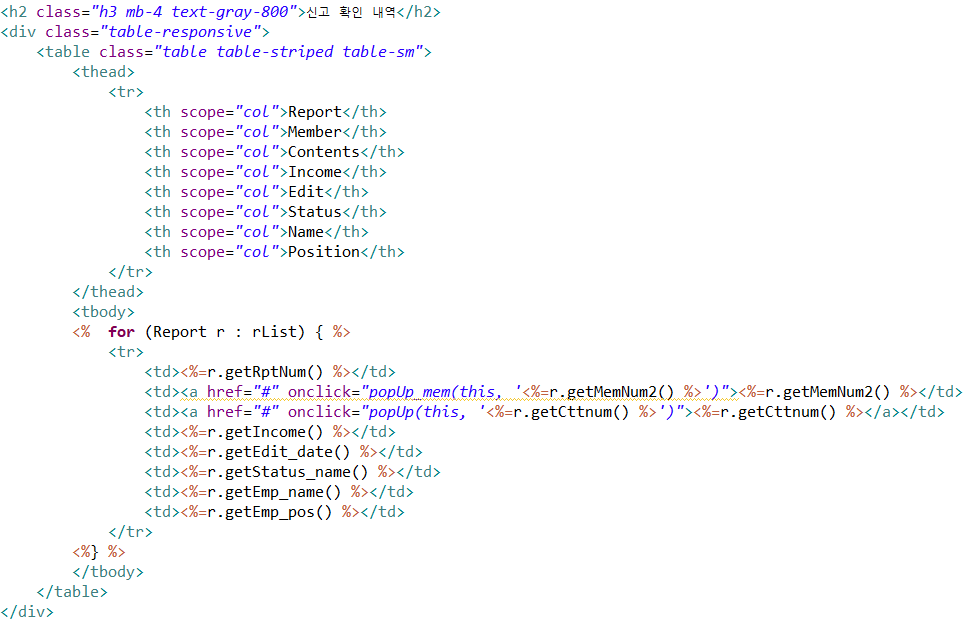 <h2 class="h3 mb-4 text-gray-800">신고 확인 내역</h2>
<div class="table-responsive">
    <table class="table table-striped table-sm">
        <thead>
            <tr>
                <th scope="col">Report</th>
                <th scope="col">Member</th>
                <th scope="col">Contents</th>
                <th scope="col">Income</th>
                <th scope="col">Edit</th>
                <th scope="col">Status</th>
                <th scope="col">Name</th>
                <th scope="col">Position</th>
            </tr>
        </thead>
        <tbody>
        <%  for (Report r : rList) { %>
            <tr>
                <td><%=r.getRptNum() %></td>
                <td><a href="#" onclick="popUp_mem(this, '<%=r.getMemNum2() %>')"><%=r.getMemNum2() %></td>
                <td><a href="#" onclick="popUp(this, '<%=r.getCttnum() %>')"><%=r.getCttnum() %></a></td>
                <td><%=r.getIncome() %></td>
                <td><%=r.getEdit_date() %></td>
                <td><%=r.getStatus_name() %></td>
                <td><%=r.getEmp_name() %></td>
                <td><%=r.getEmp_pos() %></td>
            </tr>
        <%} %>
        </tbody>
    </table>
</div>